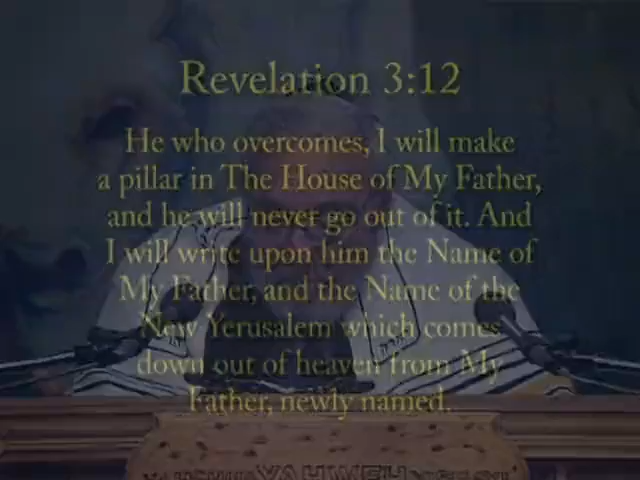 Revelation 3:12
He who overcomes, I will make
a pillar in The House of My Father,
and he will never go out of it. And
I will write upon him the Name of
My Father, and the Name of the
New Yerusalem which comes
down out of heaven from My
Father, newly named.
YAHWEH